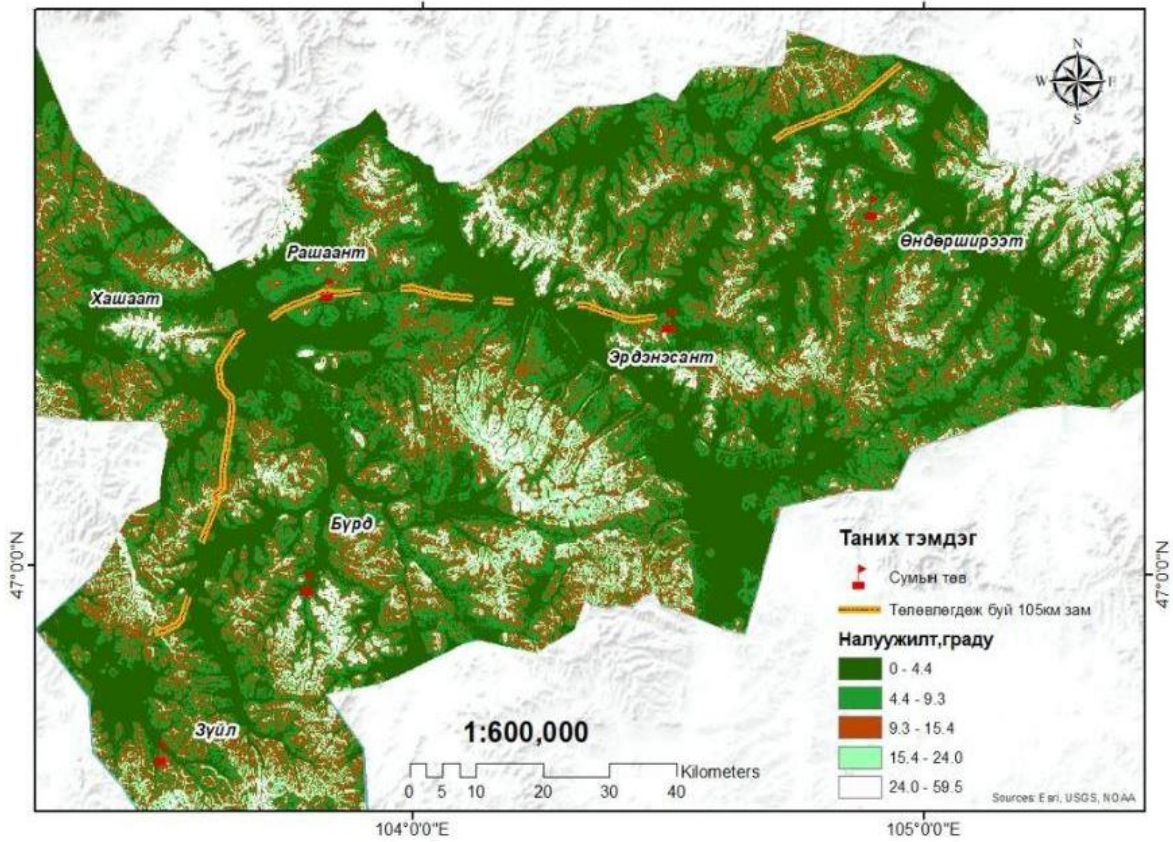 N
W E
S
Рашаант
Өндөрширээт
Хашаат
Эрдэнэсант
Бүрд
Зүйл
47°0'0"N
47°0'0"N
Таних тэмдэг
Сумын төв
Төлөвлөгдөж буй 105км зам
Налуужилт,граду
0 - 4.4
4.4 - 9.3
9.3 - 15.4
15.4 - 24.0
24.0 - 59.5
1:600,000
Kilometers
0 5 10 20 30 40
Sources: Esri, USGS, NOAA
104°0'0"E
105°0'0"E